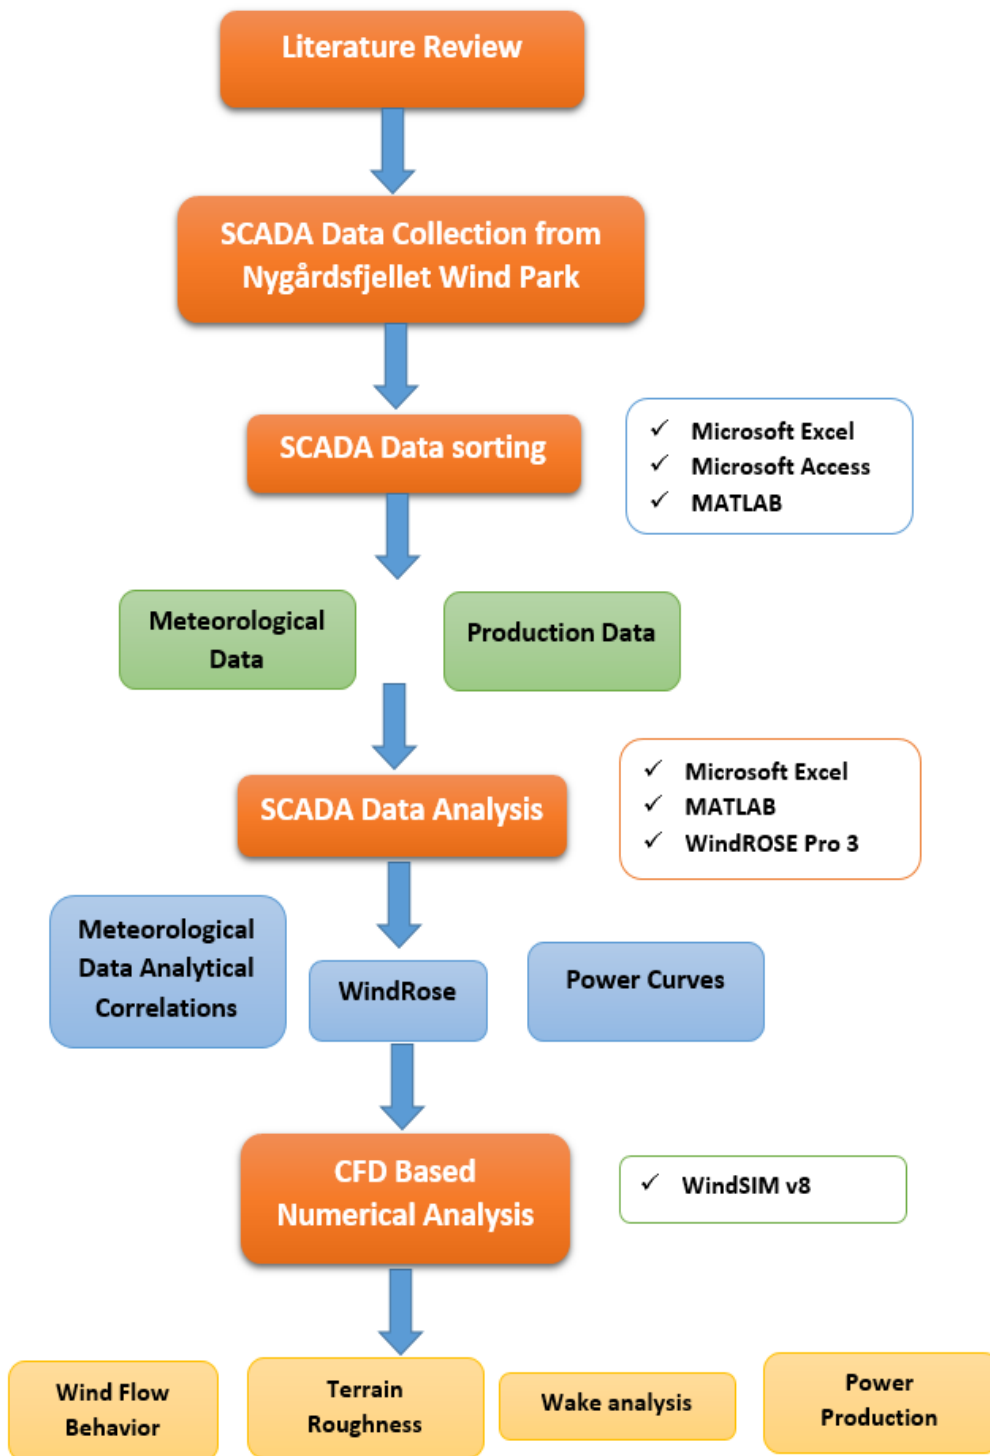 Literature Review
SCADA Data Collection from
Nygårdsfjellet Wind Park
SCADA Data sorting
✓ Microsoft Excel
✓ Microsoft Access
✓ MATLAB
Meteorological
Data
Production Data
SCADA Data Analysis
✓ Microsoft Excel
✓ MATLAB
✓ WindROSE Pro 3
Meteorological
Data Analytical
Correlations
WindRose
Power Curves
CFD Based
Numerical Analysis
✓ WindSIM v8
Wind Flow
Behavior
Terrain
Roughness
Wake analysis
Power
Production